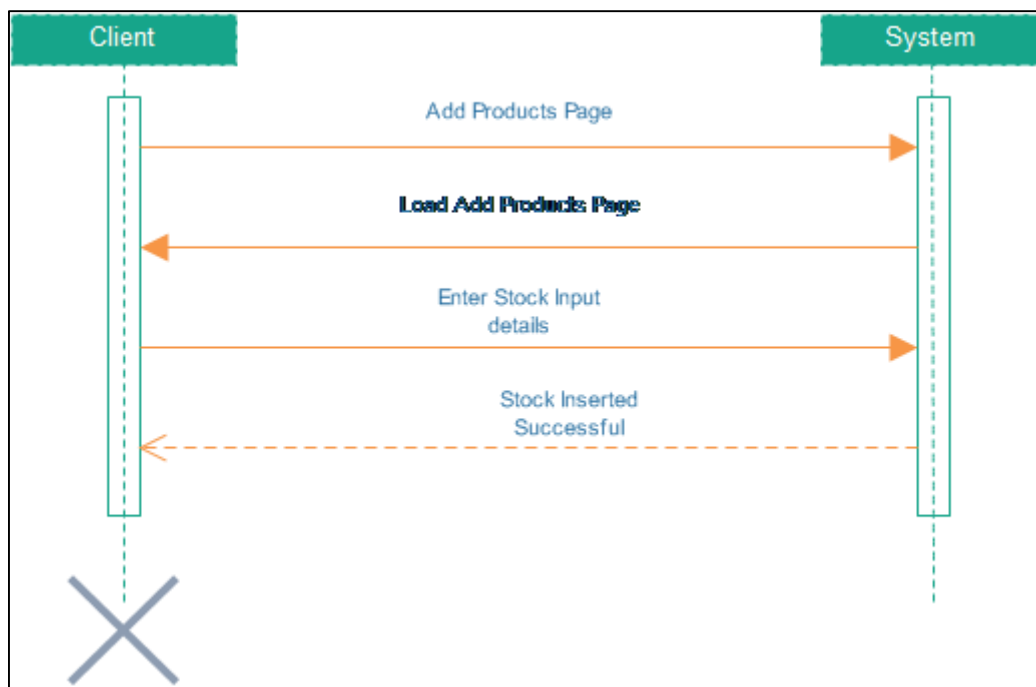 Client
System
Add Products Page
Load Add Products Page
Enter Stock Input
details
Stock Inserted
Successful